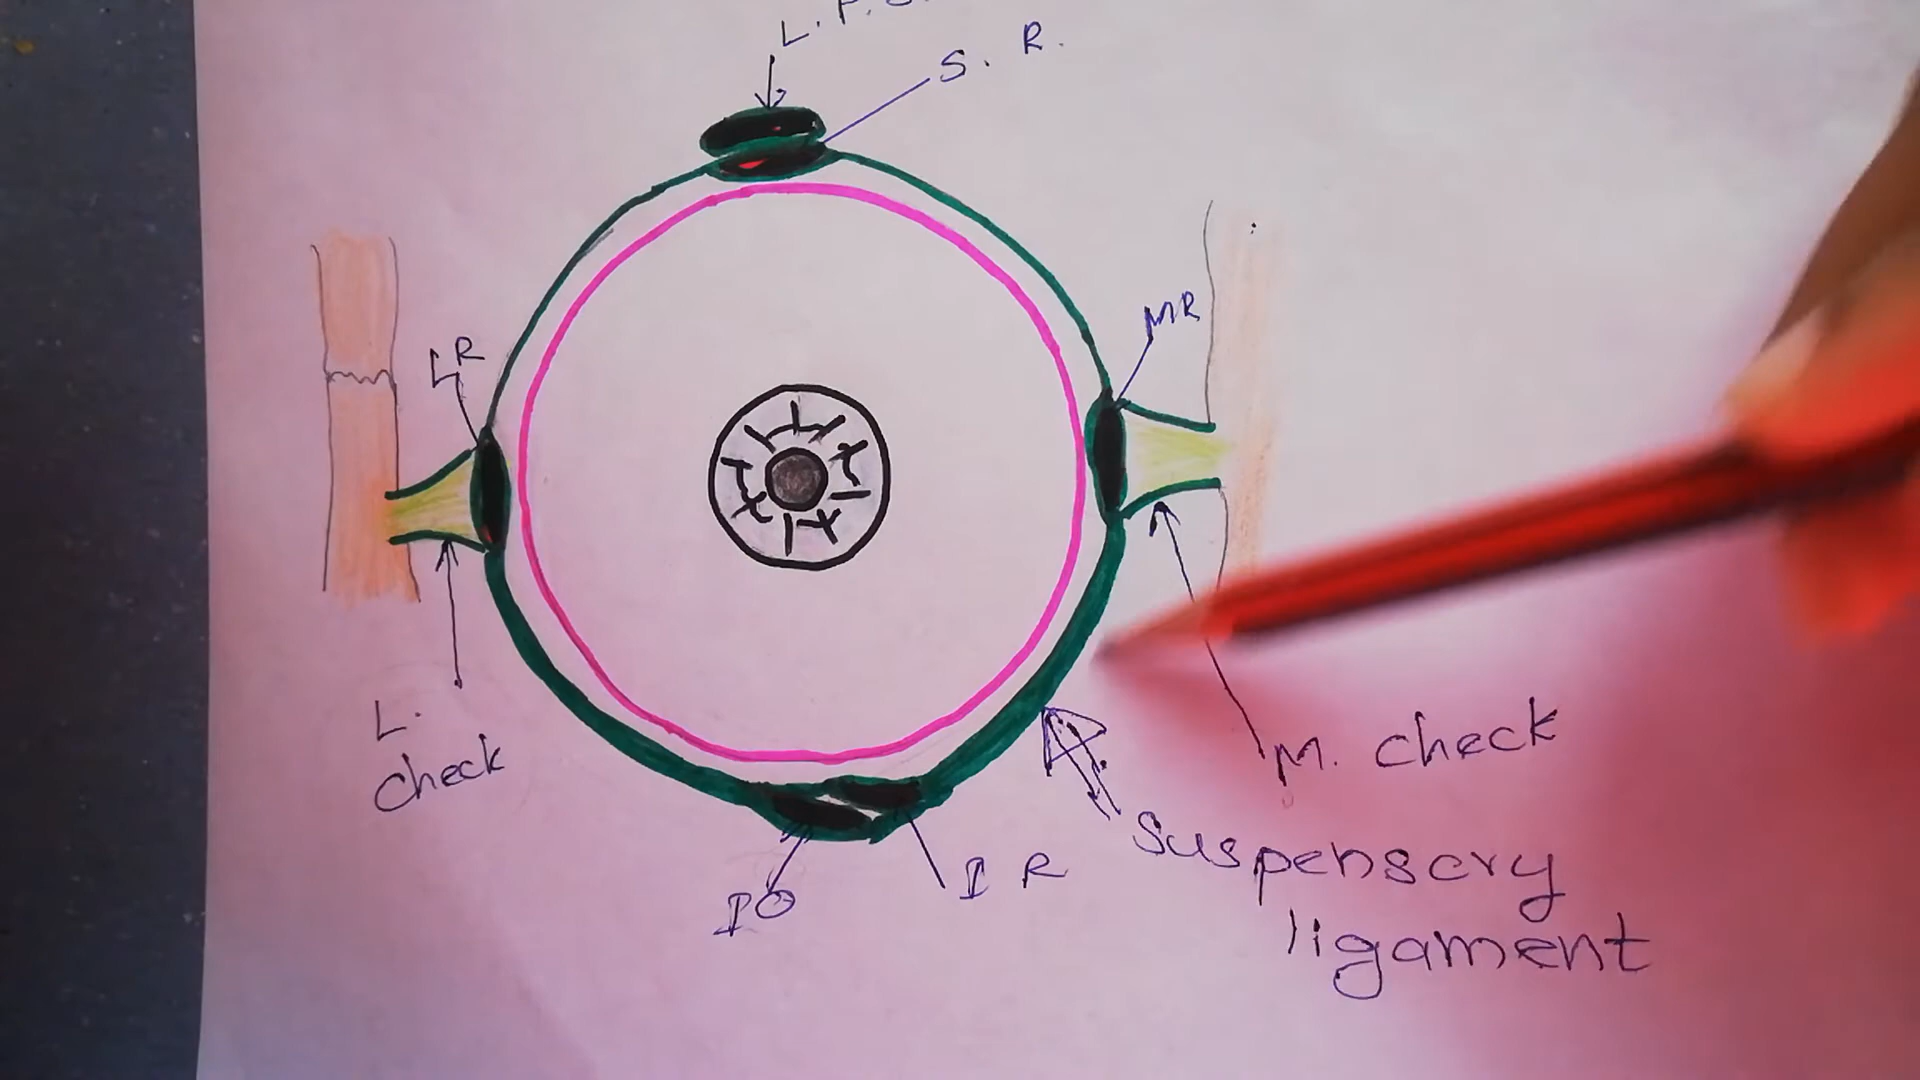 L. P. S.
S. R.
MR
LR
L.
check
M. check
Suspensory
ligament
IO
I R